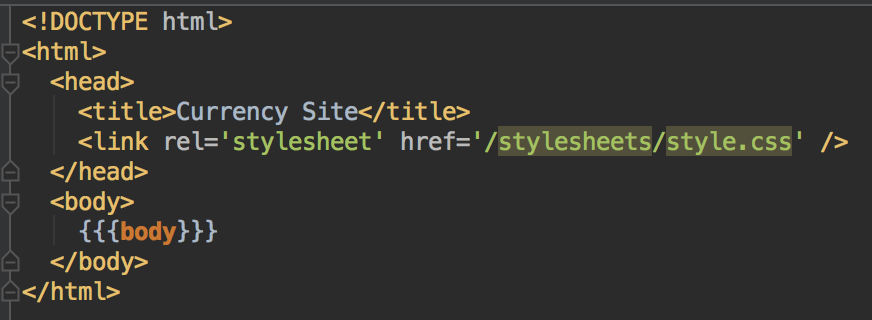 <!DOCTYPE html>
<html>
  <head>
    <title>Currency Site</title>
    <link rel='stylesheet' href='/stylesheets/style.css' />
  </head>
  <body>
    {{{body}}}
  </body>
</html>